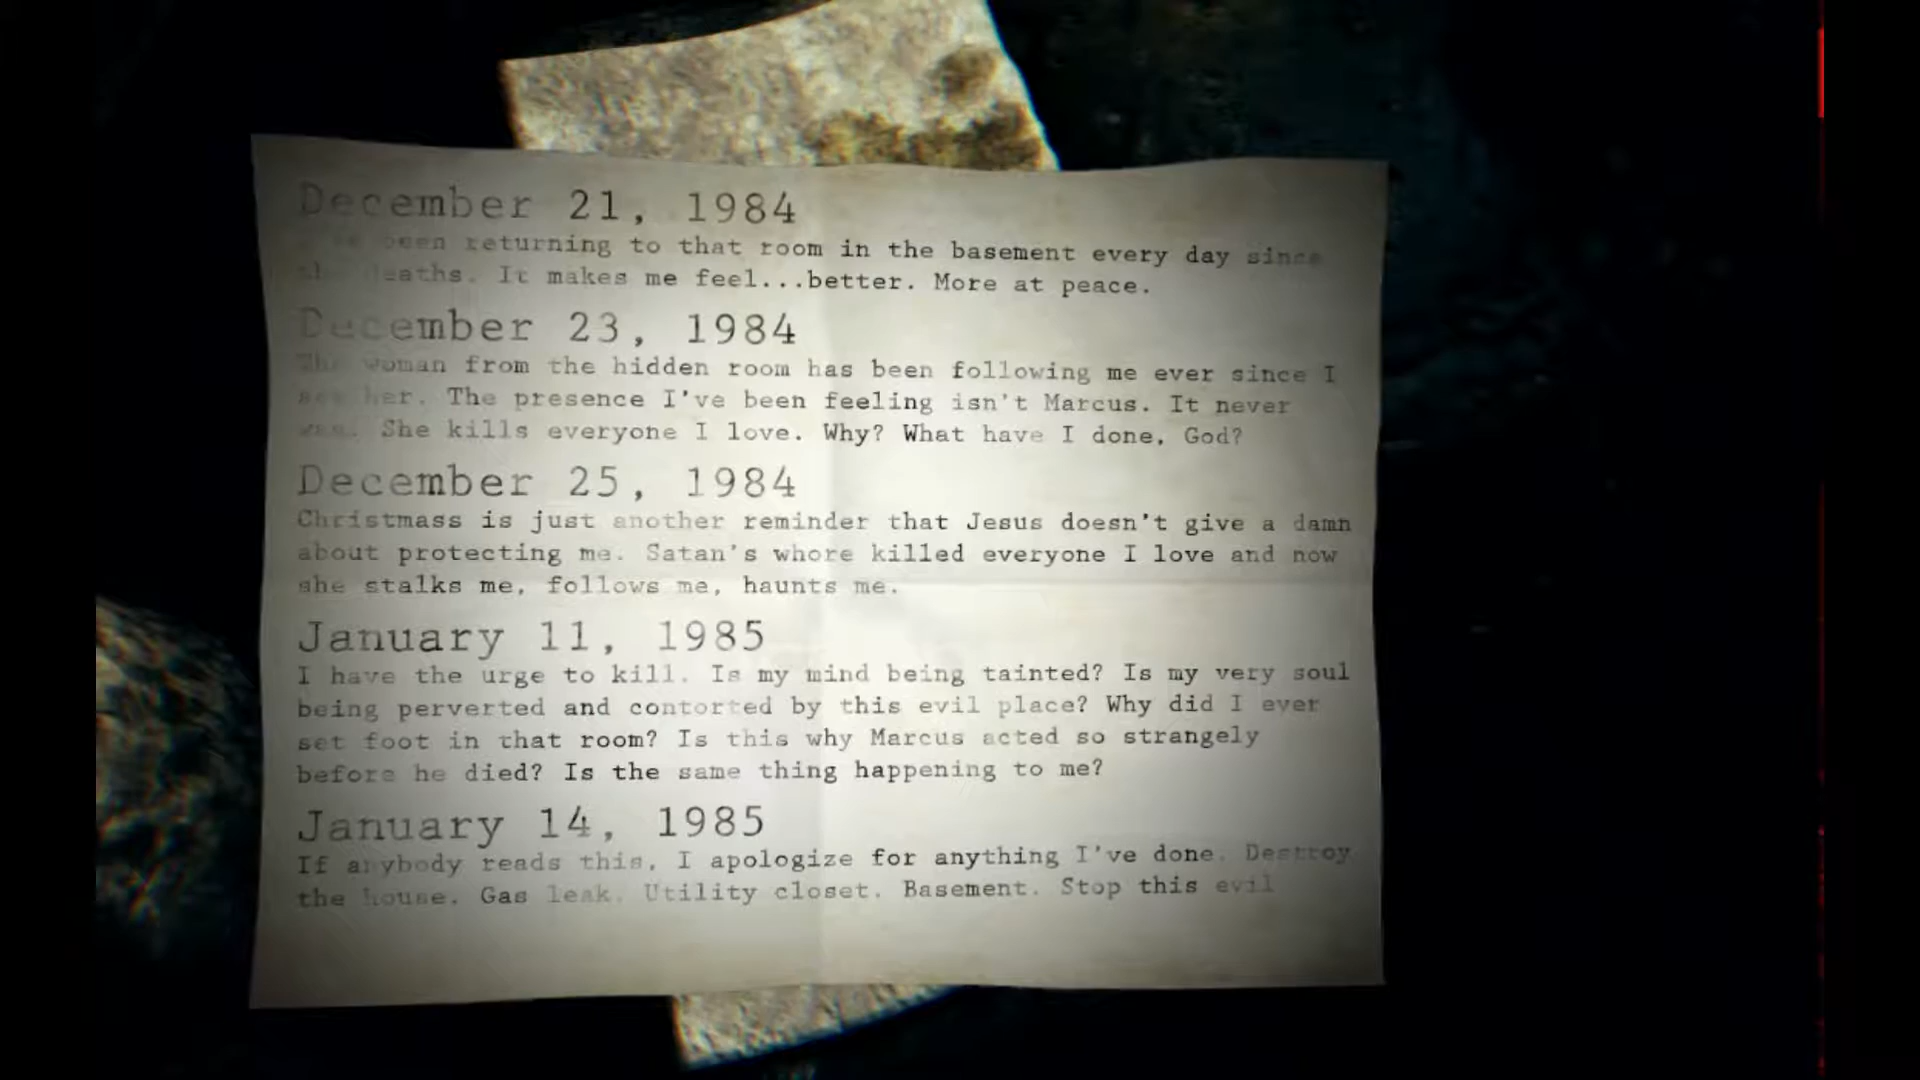 December 21, 1984
been returning to that room in the basement every day since
the deaths. It makes me feel...better. More at peace.
December 23, 1984
The woman from the hidden room has been following me ever since I
her. The presence I've been feeling isn't Marcus. It never
was. She kills everyone I love. Why? What have I done, God?
December 25, 1984
Christmass is just another reminder that Jesus doesn't give a damn
about protecting me. Satan's whore killed everyone I love and now
she stalks me, follows me, haunts me.
January 11, 1985
I have the urge to kill. Is my mind being tainted? Is my very soul
being perverted and contorted by this evil place? Why did I ever
set foot in that room? Is this why Marcus acted so strangely
before he died? Is the same thing happening to me?
January 14, 1985
If anybody reads this, I apologize for anything I've done. Destroy
the house. Gas leak. Utility closet. Basement. Stop this evil